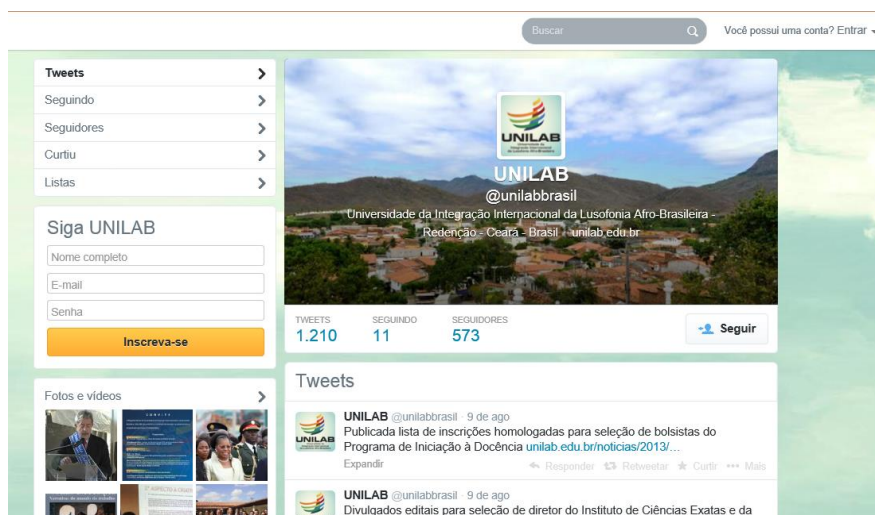 Buscar
Você possui uma conta? Entrar
Tweets
Seguindo
Seguidores
Curtiu
Listas
Siga UNILAB
Nome completo
E-mail
Senha
Inscreva-se
Fotos e vídeos
UNILAB
UNILAB
@unilabbrasil
Universidade da Integração Internacional da Lusofonia Afro-Brasileira -
Redenção - Ceará - Brasil · unilab.edu.br
TWEETS SEGUINDO SEGUIDORES
1.210 11 573
Seguir
Tweets
UNILAB
UNILAB @unilabbrasil · 9 de ago
Publicada lista de inscrições homologadas para seleção de bolsistas do
Programa de Iniciação à Docência unilab.edu.br/noticias/2013/…
Expandir Responder Retweetar Curtir Mais
UNILAB @unilabbrasil · 9 de ago
Divulgados editais para seleção de diretor do Instituto de Ciências Exatas e da